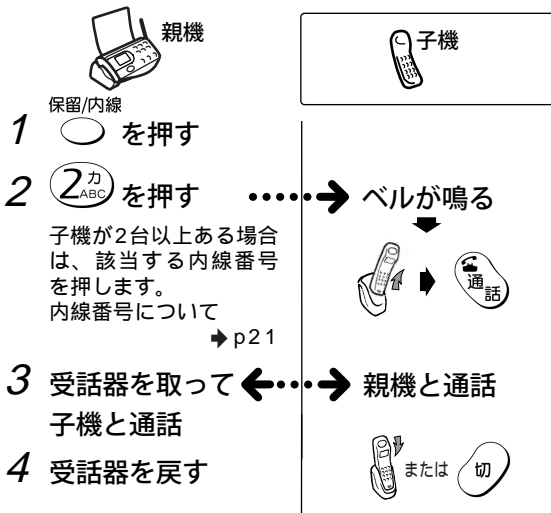 親機
子機
保留/内線
1 を押す
2 2カABC を押す
ベルが鳴る
子機が2台以上ある場合
は、該当する内線番号
を押します。
内線番号について
p21
通話
3 受話器を取って
子機と通話
親機と通話
4 受話器を戻す
または 切